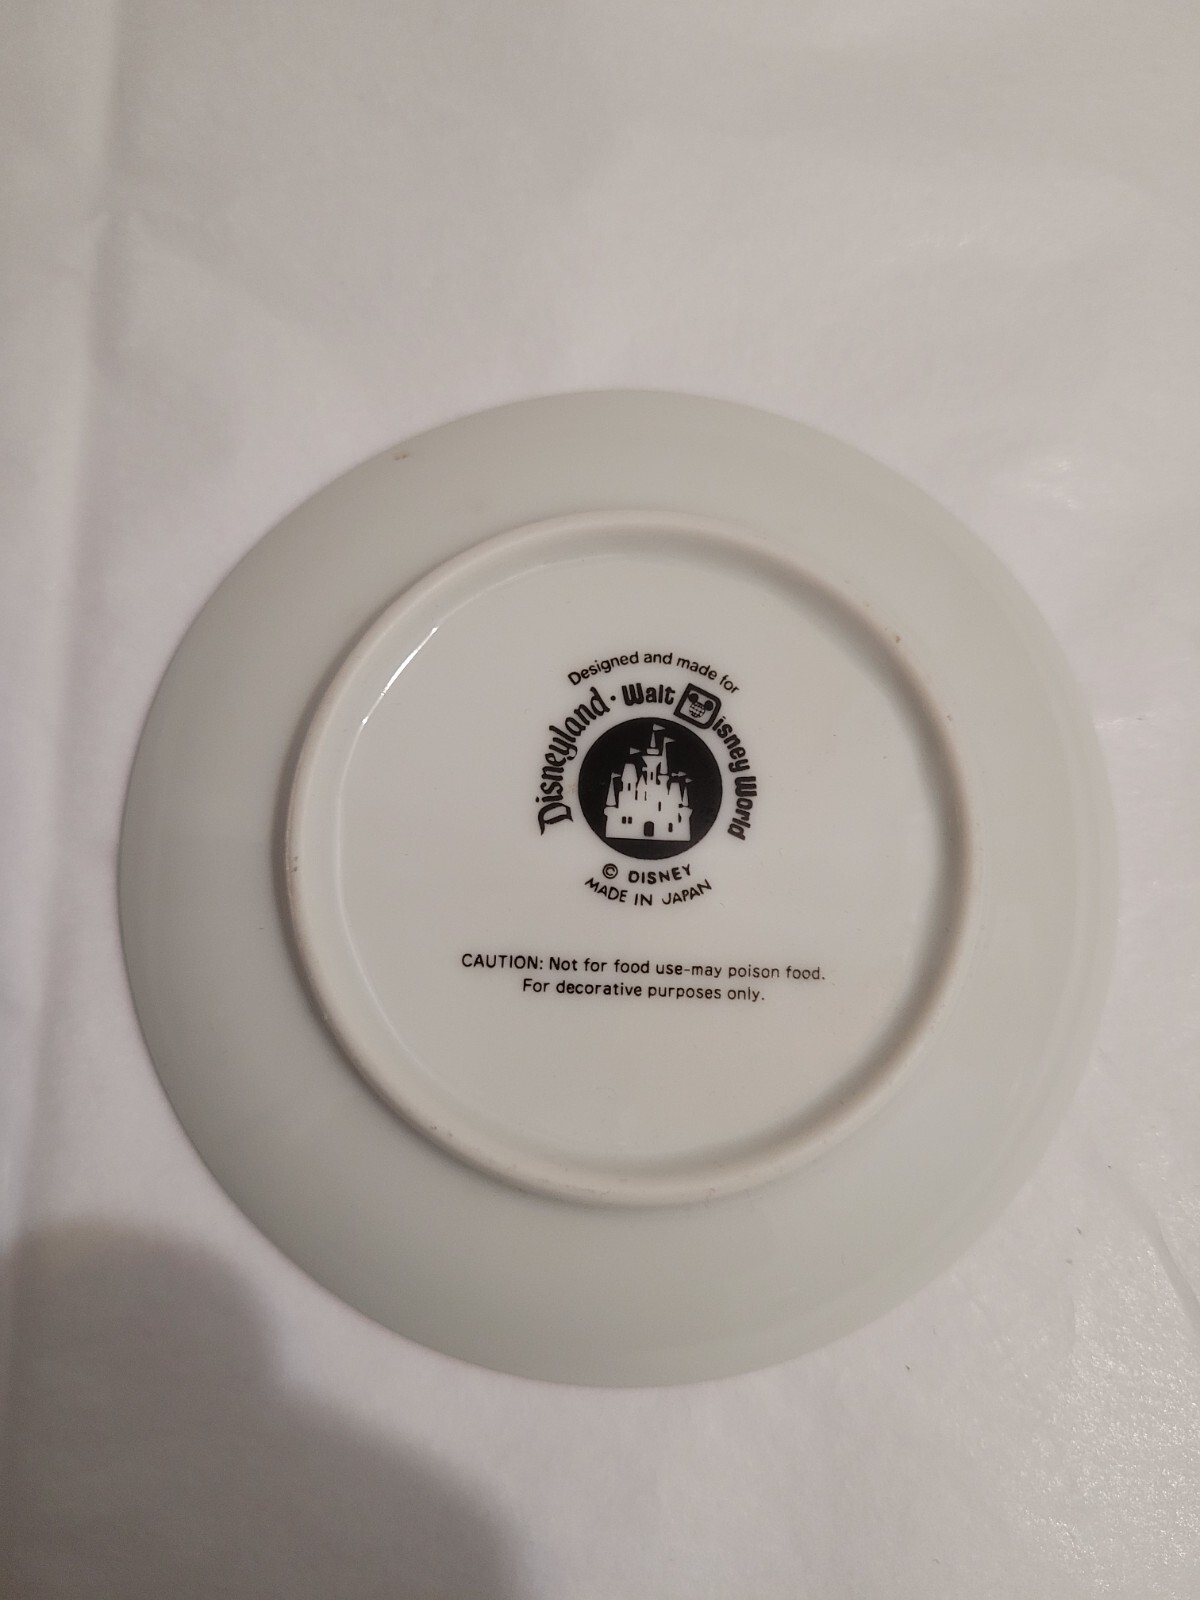 Designed and made for
Disneyland · Walt Disney World
© DISNEY
MADE IN JAPAN
CAUTION: Not for food use-may poison food.
For decorative purposes only.